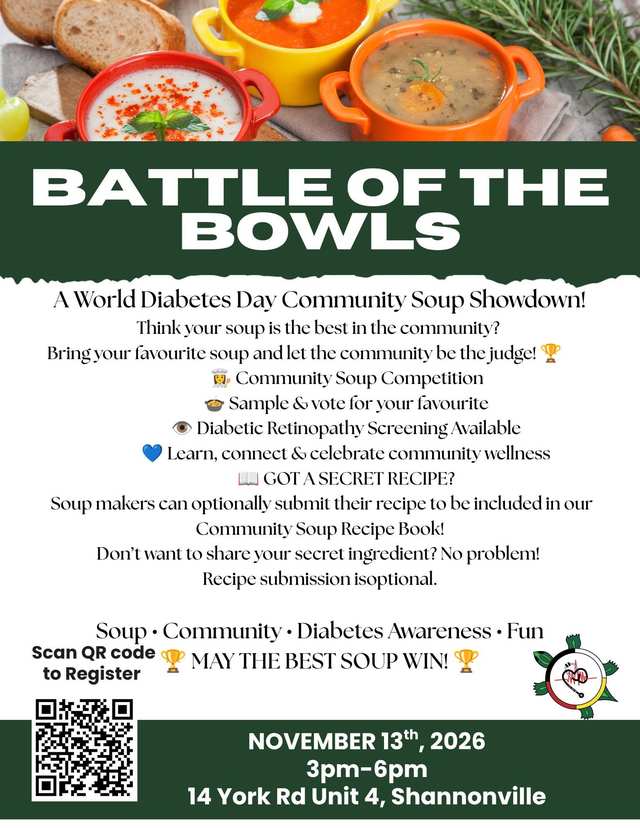 BATTLE OF THE
BOWLS
A World Diabetes Day Community Soup Showdown!
Think your soup is the best in the community?
Bring your favourite soup and let the community be the judge! 🏆
👩‍🍳 Community Soup Competition
🍲 Sample & vote for your favourite
👁️ Diabetic Retinopathy Screening Available
💙 Learn, connect & celebrate community wellness
📖 GOT A SECRET RECIPE?
Soup makers can optionally submit their recipe to be included in our
Community Soup Recipe Book!
Don't want to share your secret ingredient? No problem!
Recipe submission isoptional.
Soup • Community • Diabetes Awareness • Fun
🏆 MAY THE BEST SOUP WIN! 🏆
Scan QR code
to Register
NOVEMBER 13th, 2026
3pm-6pm
14 York Rd Unit 4, Shannonville